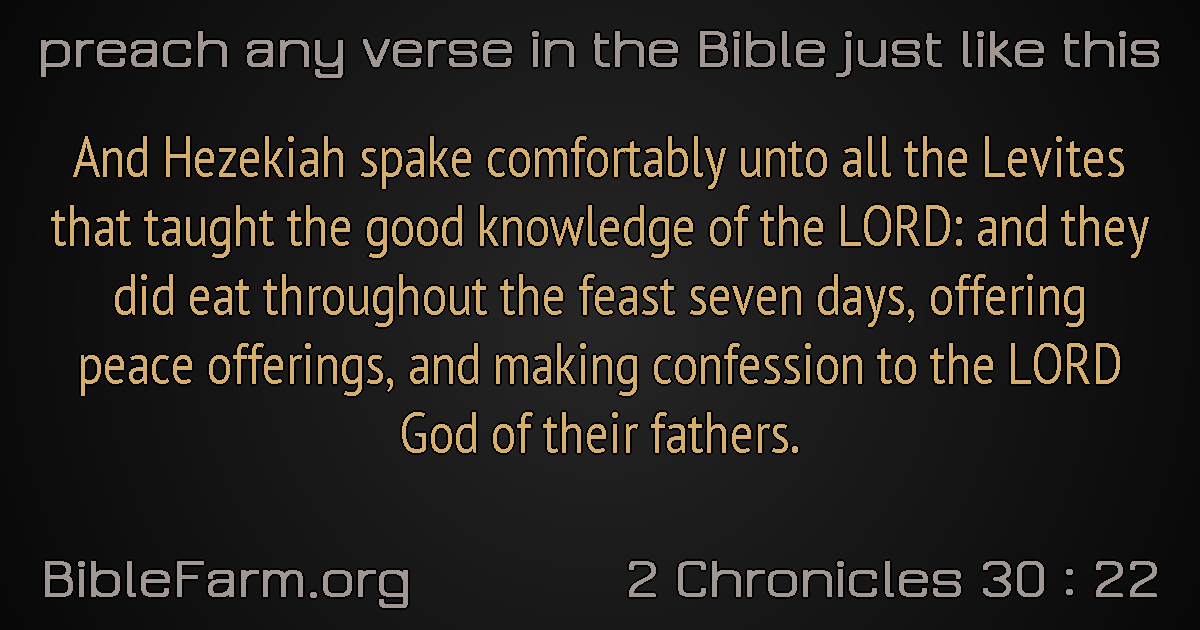 preach any verse in the Bible just like this
And Hezekiah spake comfortably unto all the Levites
that taught the good knowledge of the LORD: and they
did eat throughout the feast seven days, offering
peace offerings, and making confession to the LORD
God of their fathers.
BibleFarm.org
2 Chronicles 30 : 22